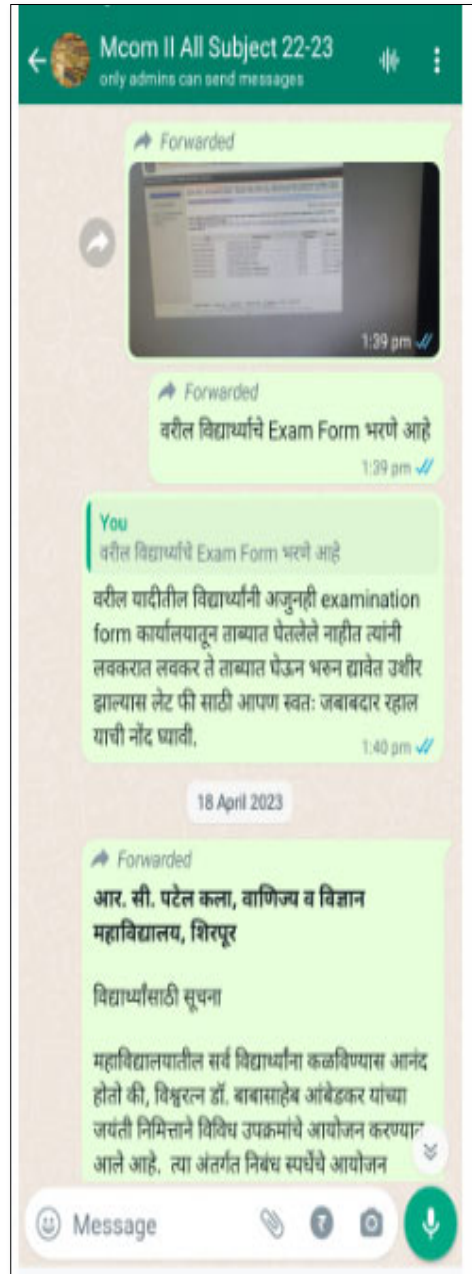 Mcom II All Subject 22-23
only admins can send messages
Forwarded
1:39 pm
Forwarded
वरील विद्यार्थ्याचे Exam Form भरणे आहे
1:39 pm
You
वरील विद्यार्थ्याचे Exam Form भरणे आहे
वरील यादीतील विद्यार्थ्यांनी अजुनही examination
form कार्यालयातून ताब्यात घेतलेले नाहीत त्यांनी
लवकरात लवकर ते ताब्यात घेऊन भरुन द्यावेत उशीर
झाल्यास लेट फी साठी आपण स्वतः जबाबदार रहाल
याची नोंद घ्यावी.
1:40 pm
18 April 2023
Forwarded
आर. सी. पटेल कला, वाणिज्य व विज्ञान
महाविद्यालय, शिरपूर
विद्यार्थ्यांसाठी सूचना
महाविद्यालयातील सर्व विद्यार्थ्यांना कळविण्यास आनंद
होतो की, विश्वरत्न डॉ. बाबासाहेब आंबेडकर यांच्या
जयंती निमित्ताने विविध उपक्रमांचे आयोजन करण्यात
आले आहे. त्या अंतर्गत निबंध स्पर्धेचे आयोजन
Message